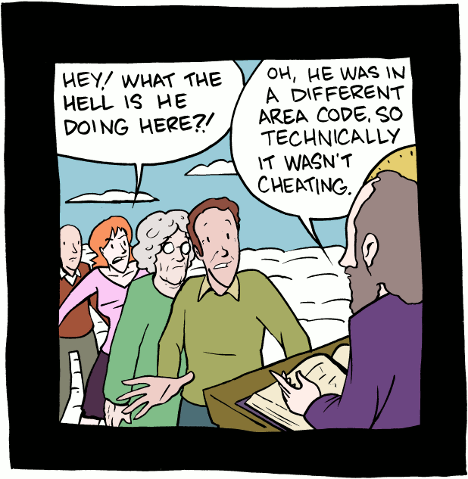 HEY! WHAT THE
HELL IS HE
DOING HERE?!
OH, HE WAS IN
A DIFFERENT
AREA CODE, SO
TECHNICALLY
IT WASN'T
CHEATING.